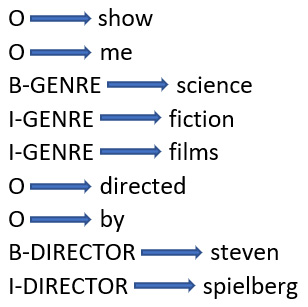 O show
O me
B-GENRE science
I-GENRE fiction
I-GENRE films
O directed
O by
B-DIRECTOR steven
I-DIRECTOR spielberg